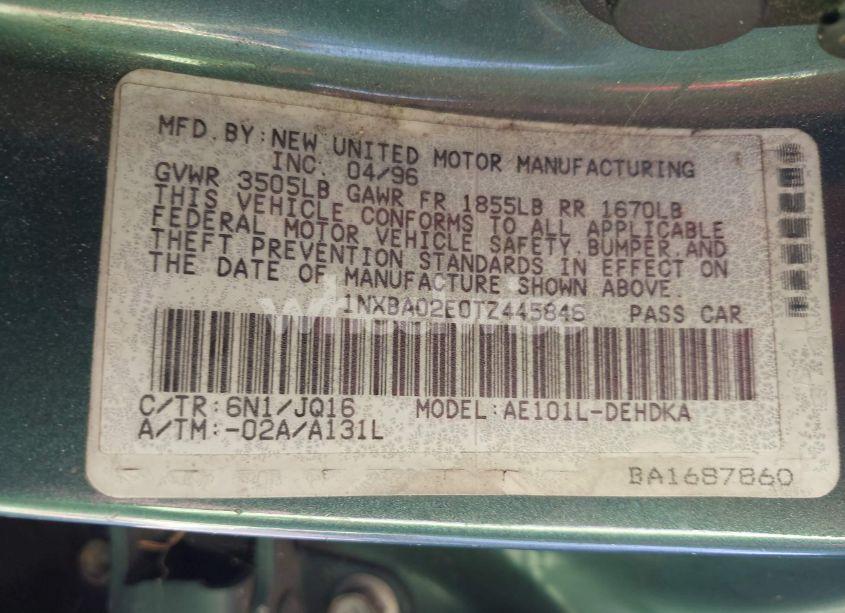 MFD. BY: NEW UNITED MOTOR MANUFACTURING
INC. 04/96
GVWR 3505LB GAWR FR 1855LB RR 1670LB
THIS VEHICLE CONFORMS TO ALL APPLICABLE
FEDERAL MOTOR VEHICLE SAFETY, BUMPER, AND
THEFT PREVENTION STANDARDS IN EFFECT ON
THE DATE OF MANUFACTURE SHOWN ABOVE.
1NXBA02E0TZ445846 PASS CAR
C/TR:6N1/JQ16 MODEL:AE101L-DEHDKA
A/TM:-02A/A131L
BA1687860